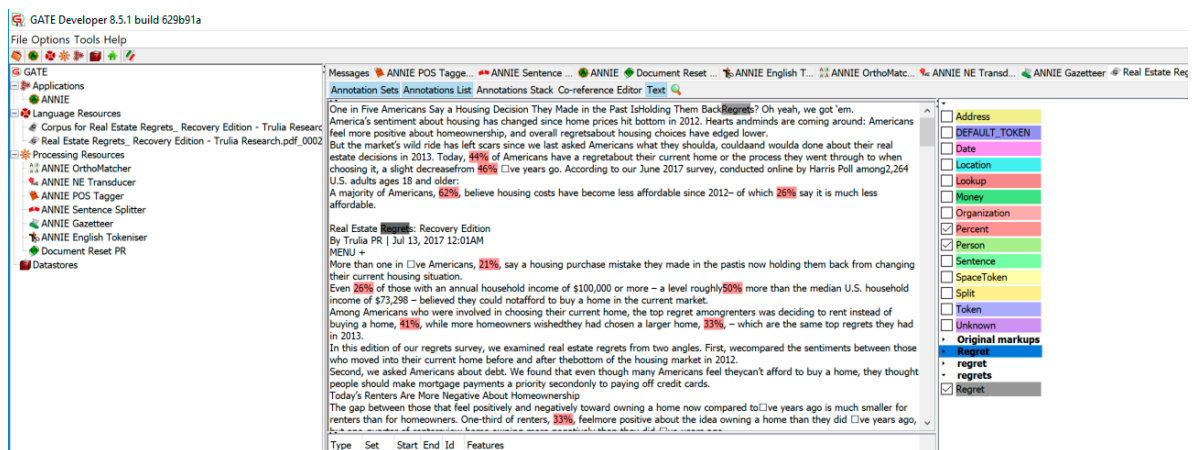 GATE Developer 8.5.1 build 629b91a
File Options Tools Help
GATE
Applications
ANNIE
Language Resources
Corpus for Real Estate Regrets_ Recovery Edition - Trulia Researc
Real Estate Regrets_ Recovery Edition - Trulia Research.pdf_0002
Processing Resources
ANNIE OrthoMatcher
ANNIE NE Transducer
ANNIE POS Tagger
ANNIE Sentence Splitter
ANNIE Gazetteer
ANNIE English Tokeniser
Document Reset PR
Datastores
Messages ANNIE POS Tagge... ANNIE Sentence ... ANNIE Document Reset ... ANNIE English T... ANNIE OrthoMatc... ANNIE NE Transd... ANNIE Gazetteer Real Estate Reg
Annotation Sets Annotations List Annotations Stack Co-reference Editor Text
One in Five Americans Say a Housing Decision They Made in the Past IsHolding Them BackRegrets? Oh yeah, we got 'em.
America's sentiment about housing has changed since home prices hit bottom in 2012. Hearts andminds are coming around: Americans
feel more positive about homeownership, and overall regretsabout housing choices have edged lower.
But the market's wild ride has left scars since we last asked Americans what they shoulda, couldaand woulda done about their real
estate decisions in 2013. Today, 44% of Americans have a regretabout their current home or the process they went through to when
choosing it, a slight decreasefrom 46% □ve years go. According to our June 2017 survey, conducted online by Harris Poll among2,264
U.S. adults ages 18 and older:
A majority of Americans, 62%, believe housing costs have become less affordable since 2012– of which 26% say it is much less
affordable.
Real Estate Regrets: Recovery Edition
By Trulia PR | Jul 13, 2017 12:01AM
MENU +
More than one in □ve Americans, 21%, say a housing purchase mistake they made in the pastis now holding them back from changing
their current housing situation.
Even 26% of those with an annual household income of $100,000 or more – a level roughly50% more than the median U.S. household
income of $73,298 – believed they could notafford to buy a home in the current market.
Among Americans who were involved in choosing their current home, the top regret amongrenters was deciding to rent instead of
buying a home, 41%, while more homeowners wishedthey had chosen a larger home, 33%, – which are the same top regrets they had
in 2013.
In this edition of our regrets survey, we examined real estate regrets from two angles. First, wecompared the sentiments between those
who moved into their current home before and after thebottom of the housing market in 2012.
Second, we asked Americans about debt. We found that even though many Americans feel theycan't afford to buy a home, they thought
people should make mortgage payments a priority secondonly to paying off credit cards.
Today's Renters Are More Negative About Homeownership
The gap between those that feel positively and negatively toward owning a home now compared to□ve years ago is much smaller for
renters than for homeowners. One-third of renters, 33%, feelmore positive about the idea owning a home than they did □ve years ago,
Type Set Start End Id Features
Address
DEFAULT_TOKEN
Date
Location
Lookup
Money
Organization
Percent
Person
Sentence
SpaceToken
Split
Token
Unknown
Original markups
Regret
regret
regrets
Regret